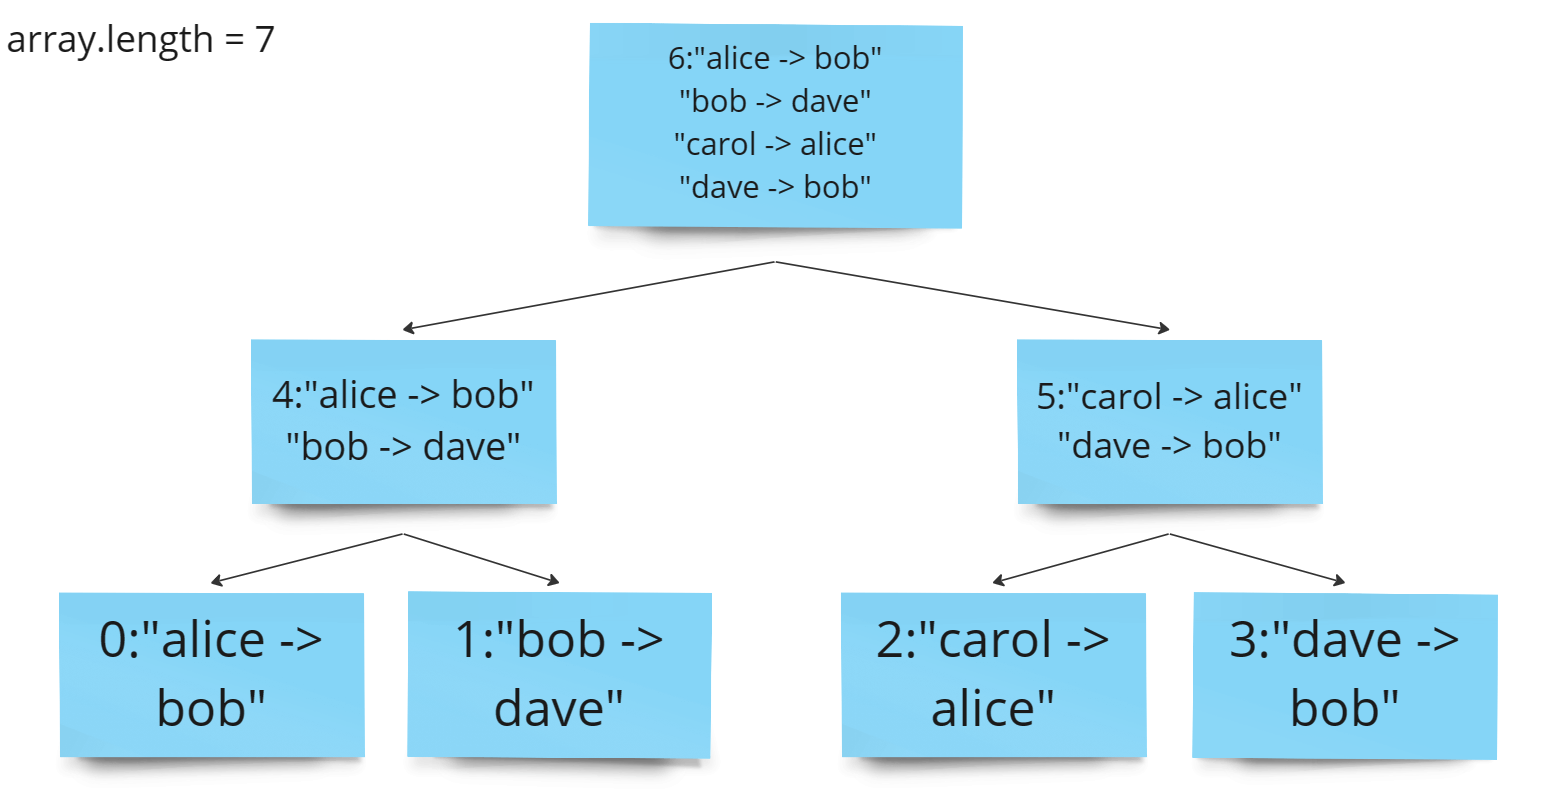 array.length = 7
6:"alice -> bob"
"bob -> dave"
"carol -> alice"
"dave -> bob"
4:"alice -> bob"
"bob -> dave"
5:"carol -> alice"
"dave -> bob"
0:"alice ->
bob"
1:"bob ->
dave"
2:"carol ->
alice"
3:"dave ->
bob"